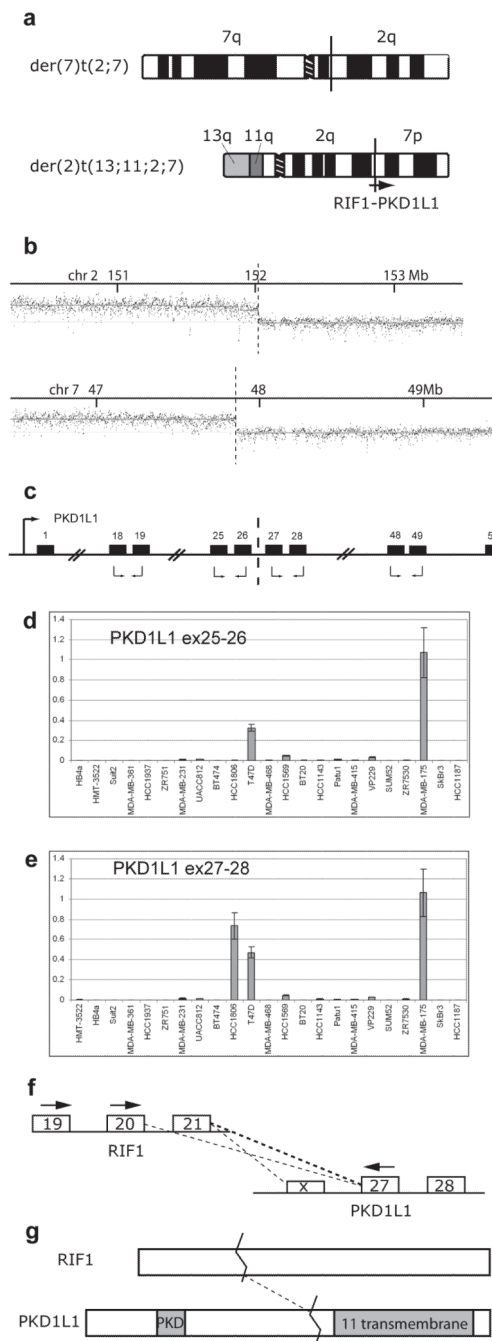 a
7q 2q
der(7)t(2;7)
13q 11q 2q 7p
der(2)t(13;11;2;7)
RIF1-PKD1L1
b
chr 2 151 152 153 Mb
chr 7 47 48 49Mb
c
PKD1L1
1 18 19 25 26 27 28 48 49 5
d
PKD1L1 ex25-26
1.4
1.2
1
0.8
0.6
0.4
0.2
0
HB4a
HMT-3522
Suit2
MDA-MB-361
HCC1937
ZR751
MDA-MB-231
UACC812
BT474
HCC1806
T47D
MDA-MB-468
HCC1569
BT20
HCC1143
Patu1
MDA-MB-415
VP229
SUM52
ZR7530
MDA-MB-175
SkBr3
HCC1187
e
PKD1L1 ex27-28
1.4
1.2
1
0.8
0.6
0.4
0.2
0
HMT-3522
HB4a
Suit2
MDA-MB-361
HCC1937
ZR751
MDA-MB-231
UACC812
BT474
HCC1806
T47D
MDA-MB-468
HCC1569
BT20
HCC1143
Patu1
MDA-MB-415
VP229
SUM52
ZR7530
MDA-MB-175
SkBr3
HCC1187
f
19 20 21
RIF1
x 27 28
PKD1L1
g
RIF1
PKD1L1 PKD 11 transmembrane